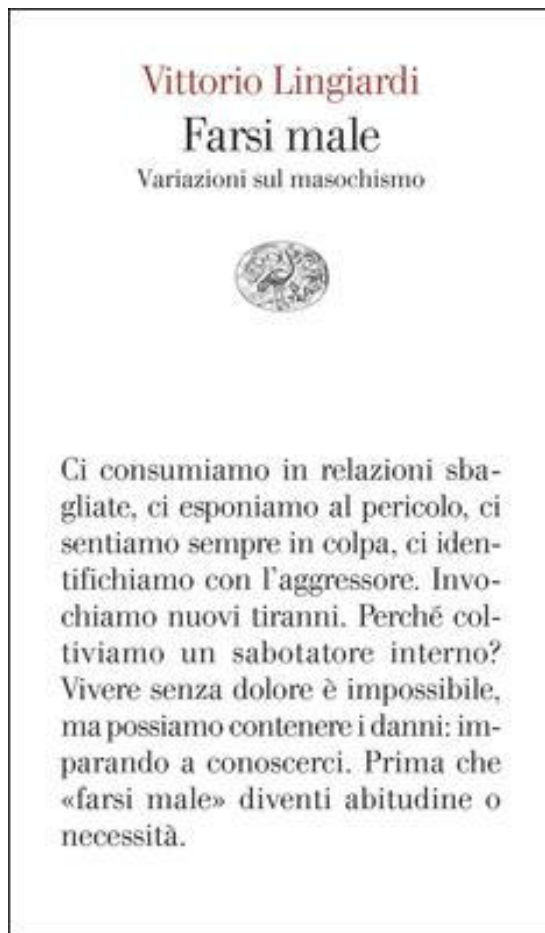 Vittorio Lingiardi
Farsi male
Variazioni sul masochismo
Ci consumiamo in relazioni sba-
gliate, ci esponiamo al pericolo, ci
sentiamo sempre in colpa, ci iden-
tifichiamo con l'aggressore. Invo-
chiamo nuovi tiranni. Perché col-
tiviamo un sabotatore interno?
Vivere senza dolore è impossibile,
ma possiamo contenere i danni: im-
parando a conoscerci. Prima che
«farsi male» diventi abitudine o
necessità.